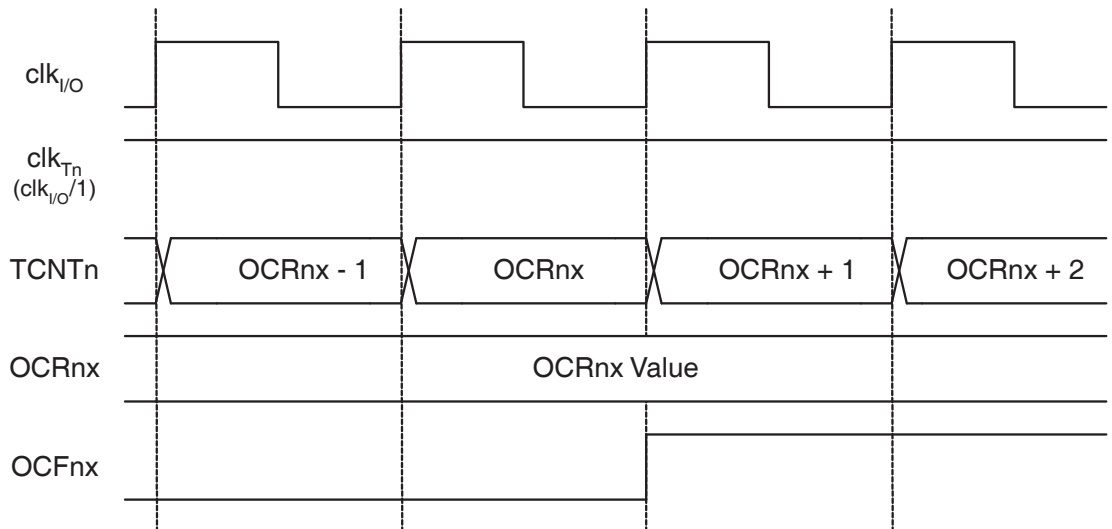 clkI/O
clkTn
(clkI/O/1)
TCNTn
OCRnx - 1
OCRnx
OCRnx + 1
OCRnx + 2
OCRnx
OCRnx Value
OCFnx